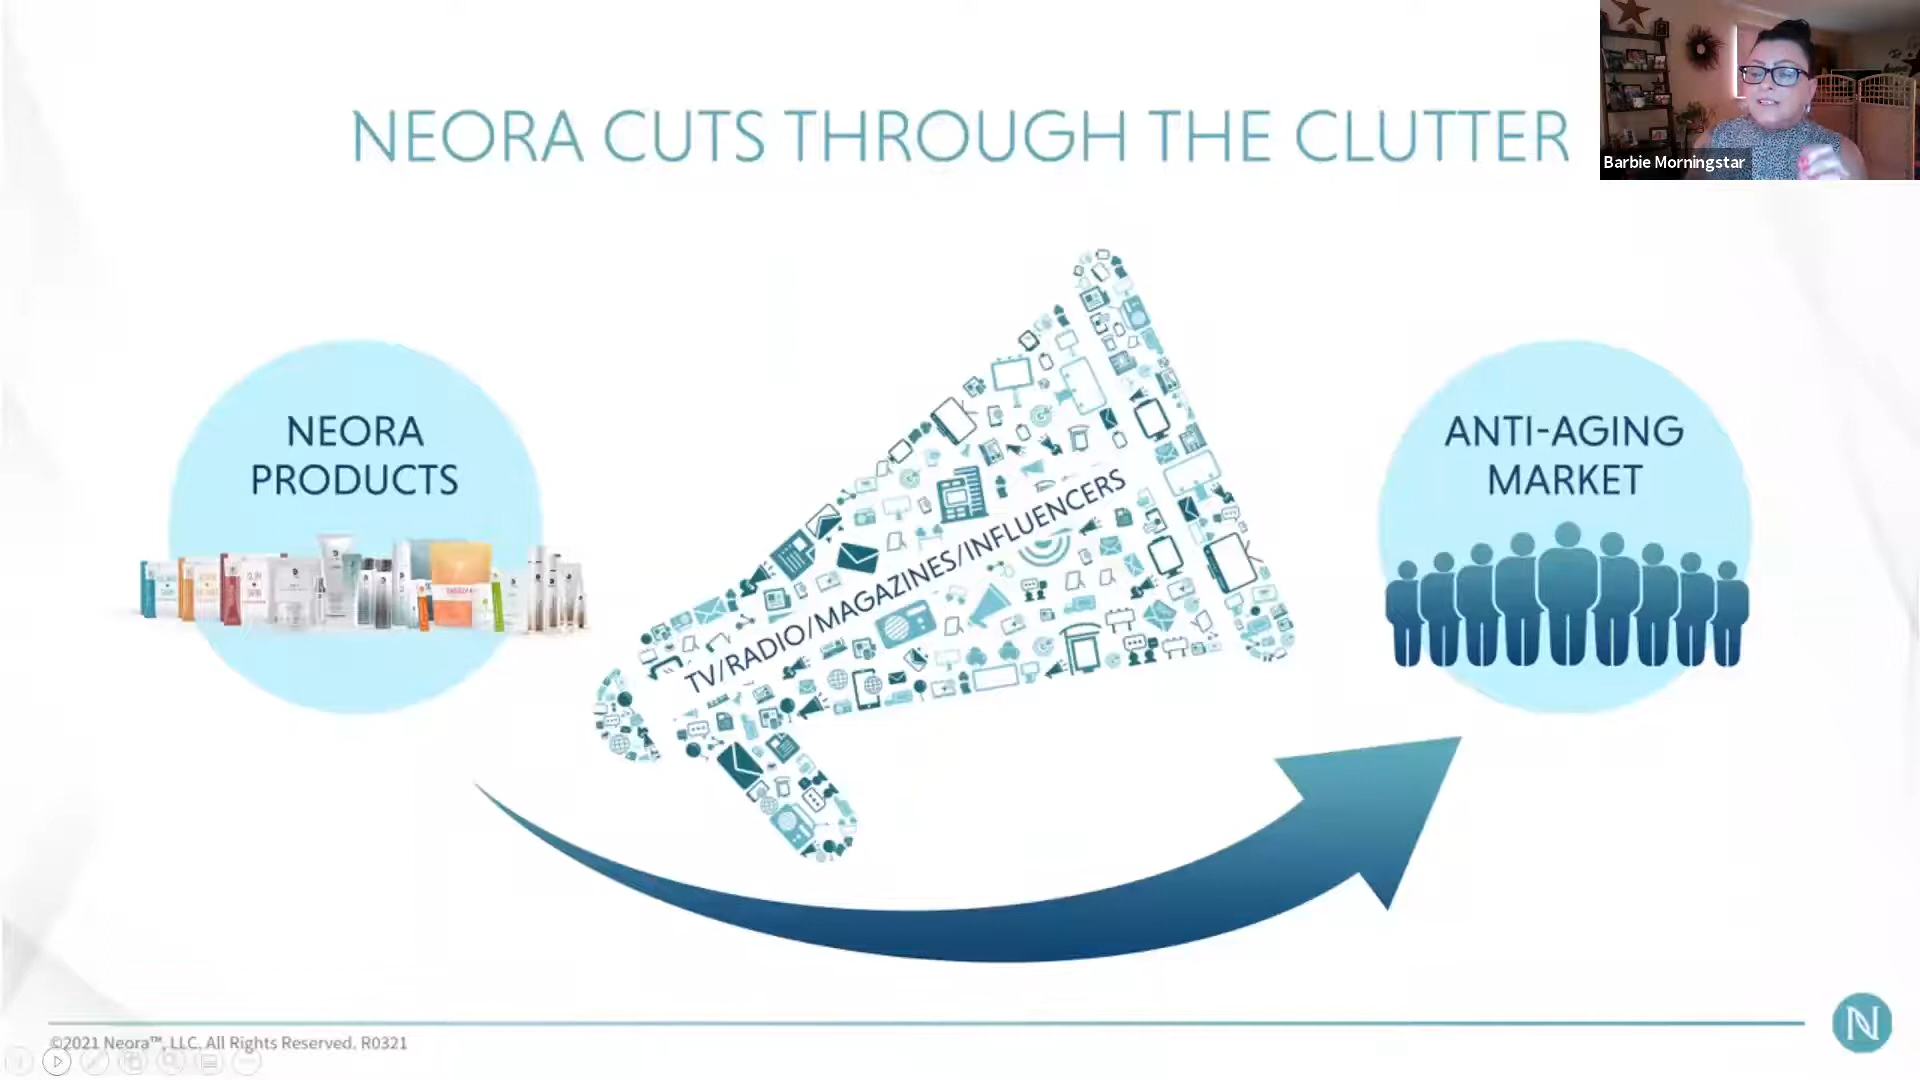 NEORA CUTS THROUGH THE CLUTTER
Barbie Morningstar
NEORA
PRODUCTS
TV/RADIO/MAGAZINES/INFLUENCERS
ANTI-AGING
MARKET
©2021 Neora™, LLC. All Rights Reserved. R0321
N